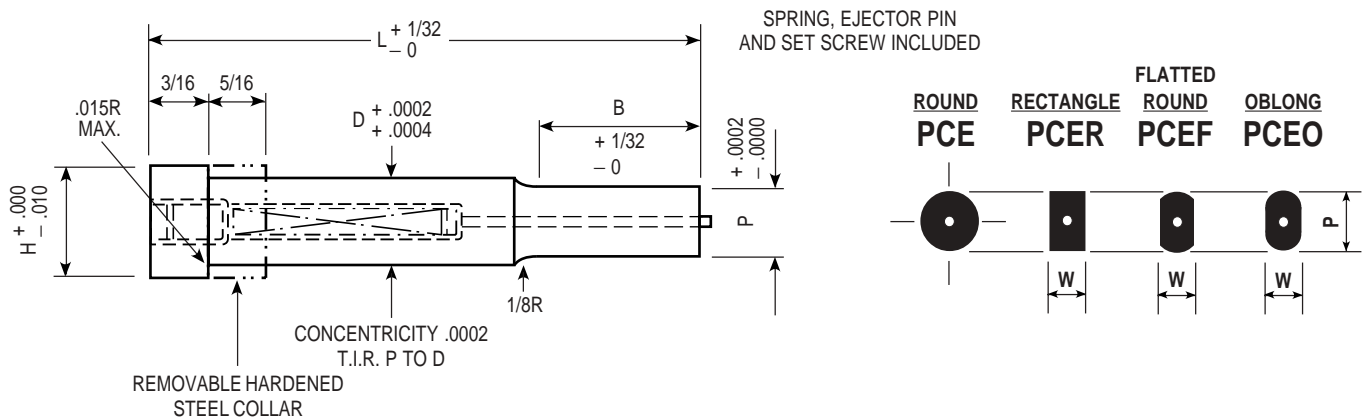 SPRING, EJECTOR PIN
AND SET SCREW INCLUDED
L + 1/32
– 0
3/16
5/16
.015R
MAX.
D + .0002
+ .0004
B
+ 1/32
– 0
+ .0002
– .0000
P
H + .000
– .010
1/8R
CONCENTRICITY .0002
T.I.R. P TO D
REMOVABLE HARDENED
STEEL COLLAR
ROUND
PCE
RECTANGLE
PCER
FLATTED
ROUND
PCEF
OBLONG
PCEO
P
W
W
W